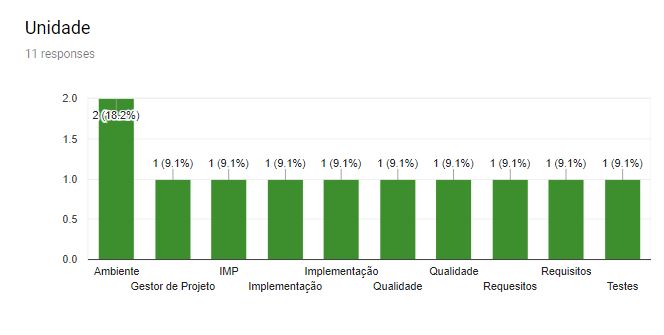 Unidade
11 responses
2.0
1.5
1.0
0.5
0.0
2 (18.2%)
1 (9.1%) 1 (9.1%) 1 (9.1%) 1 (9.1%) 1 (9.1%) 1 (9.1%) 1 (9.1%) 1 (9.1%) 1 (9.1%)
Ambiente IMP Implementação Qualidade Requisitos
Gestor de Projeto Implementação Qualidade Requesitos Testes